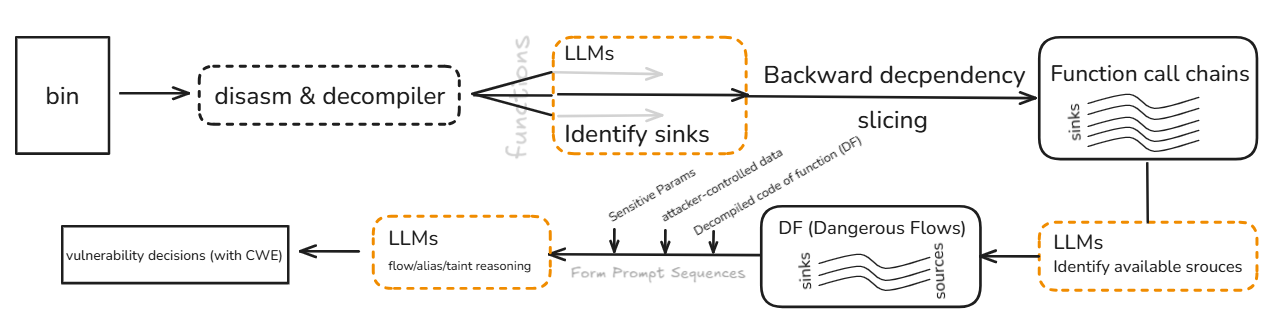 bin
disasm & decompiler
functions
LLMs
Identify sinks
Backward decpendency
slicing
Function call chains
sinks
LLMs
Identify available srouces
DF (Dangerous Flows)
sinks
sources
Sensitive Params
attacker-controlled data
Decompiled code of function (DF)
Form Prompt Sequences
LLMs
flow/alias/taint reasoning
vulnerability decisions (with CWE)